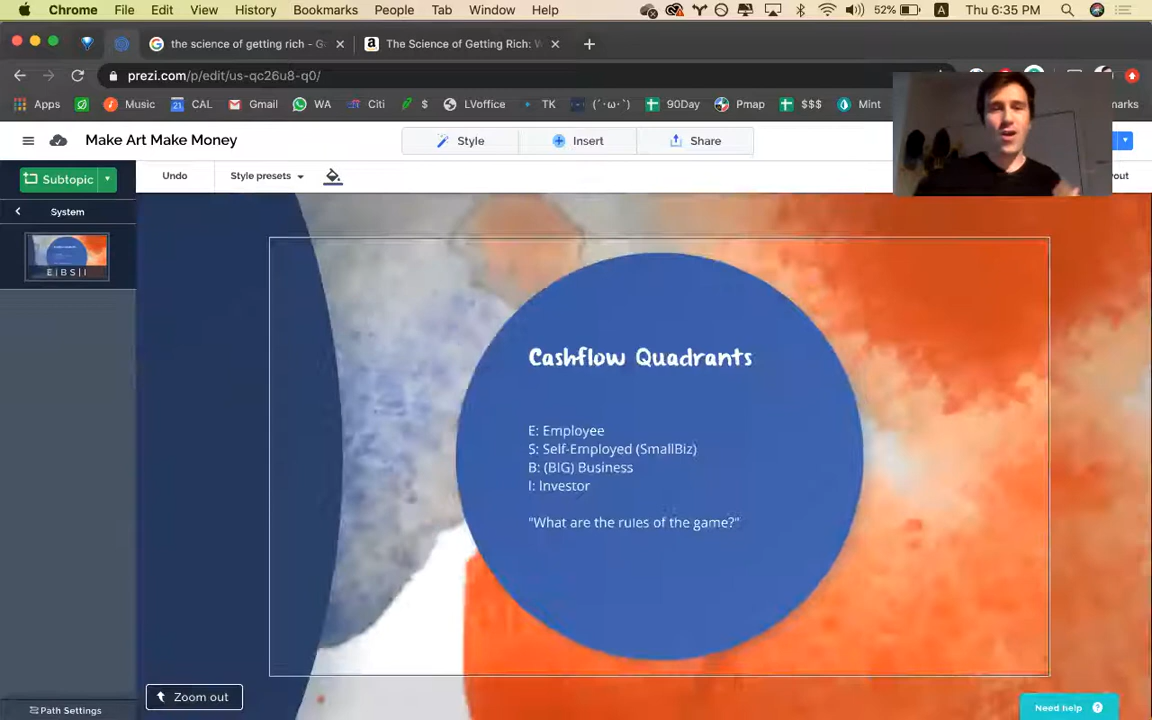 Chrome File Edit View History Bookmarks People Tab Window Help 52% A Thu 6:35 PM
the science of getting rich - G
The Science of Getting Rich: W
prezi.com/p/edit/us-qc26u8-q0/
Apps Music CAL Gmail WA Citi $ LVoffice TK (´·ω·`) 90Day Pmap $$$ Mint marks
Make Art Make Money Style Insert Share
Subtopic Undo Style presets
System
E|B|S|I
Cashflow Quadrants
E: Employee
S: Self-Employed (SmallBiz)
B: (BIG) Business
I: Investor
"What are the rules of the game?"
Zoom out
Path Settings
Need help ?